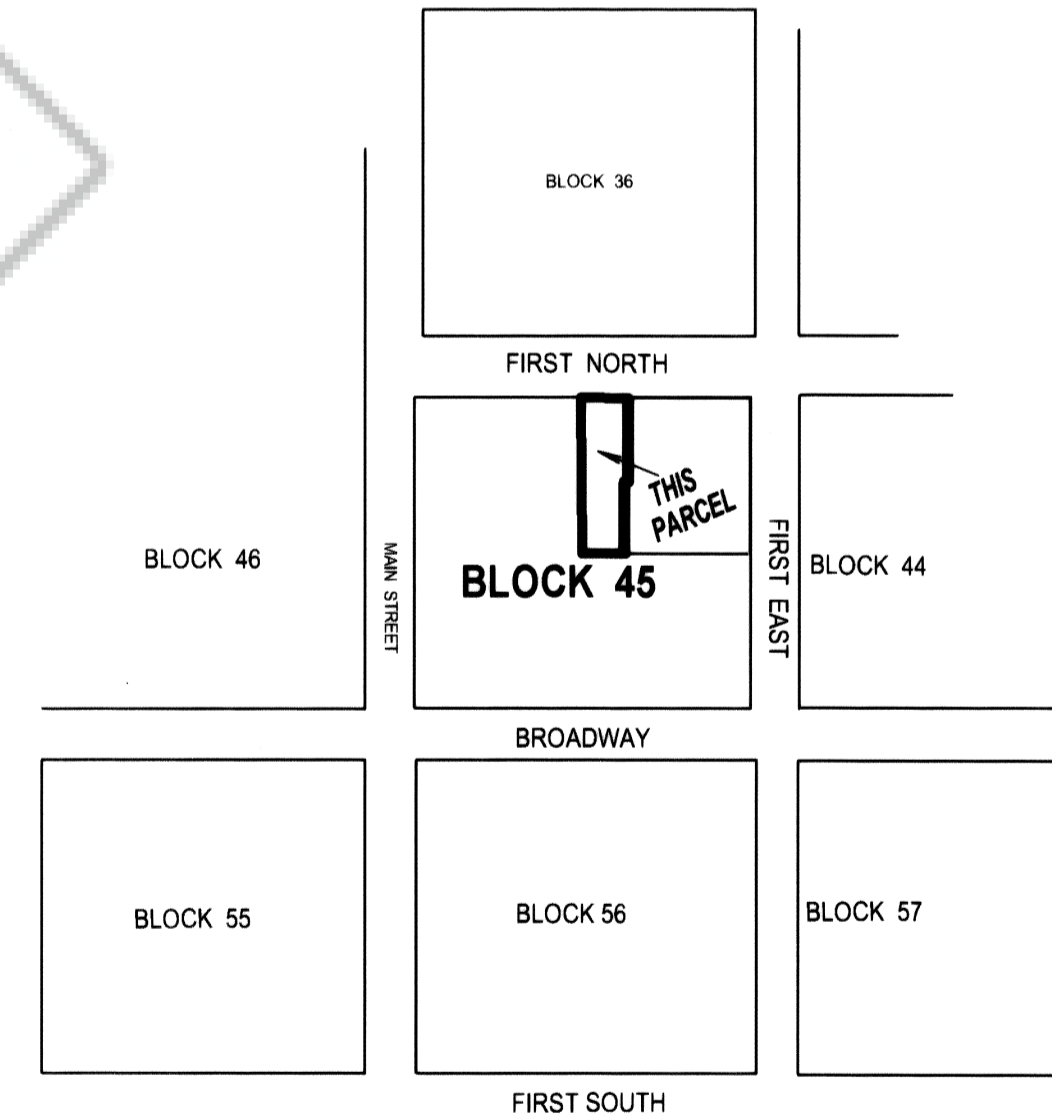 BLOCK 36
FIRST NORTH
THIS
PARCEL
BLOCK 46
MAIN STREET
BLOCK 45
FIRST EAST
BLOCK 44
BROADWAY
BLOCK 55
BLOCK 56
BLOCK 57
FIRST SOUTH